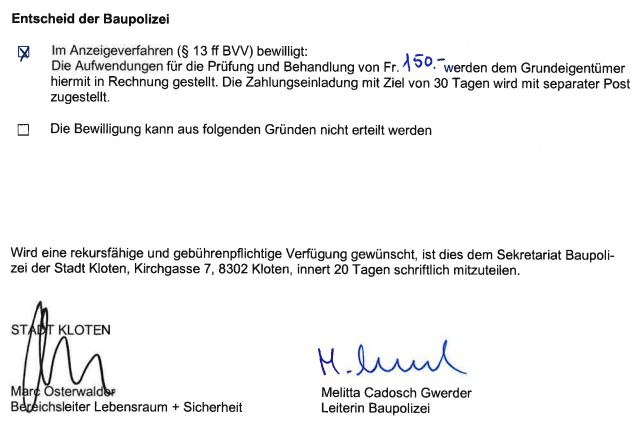 Entscheid der Baupolizei
☒ Im Anzeigeverfahren (§ 13 ff BVV) bewilligt:
Die Aufwendungen für die Prüfung und Behandlung von Fr. 150.- werden dem Grundeigentümer
hiermit in Rechnung gestellt. Die Zahlungseinladung mit Ziel von 30 Tagen wird mit separater Post
zugestellt.
☐ Die Bewilligung kann aus folgenden Gründen nicht erteilt werden
Wird eine rekursfähige und gebührenpflichtige Verfügung gewünscht, ist dies dem Sekretariat Baupoli-
zei der Stadt Kloten, Kirchgasse 7, 8302 Kloten, innert 20 Tagen schriftlich mitzuteilen.
STADT KLOTEN
Marc Osterwalder
Bereichsleiter Lebensraum + Sicherheit
Melitta Cadosch Gwerder
Leiterin Baupolizei